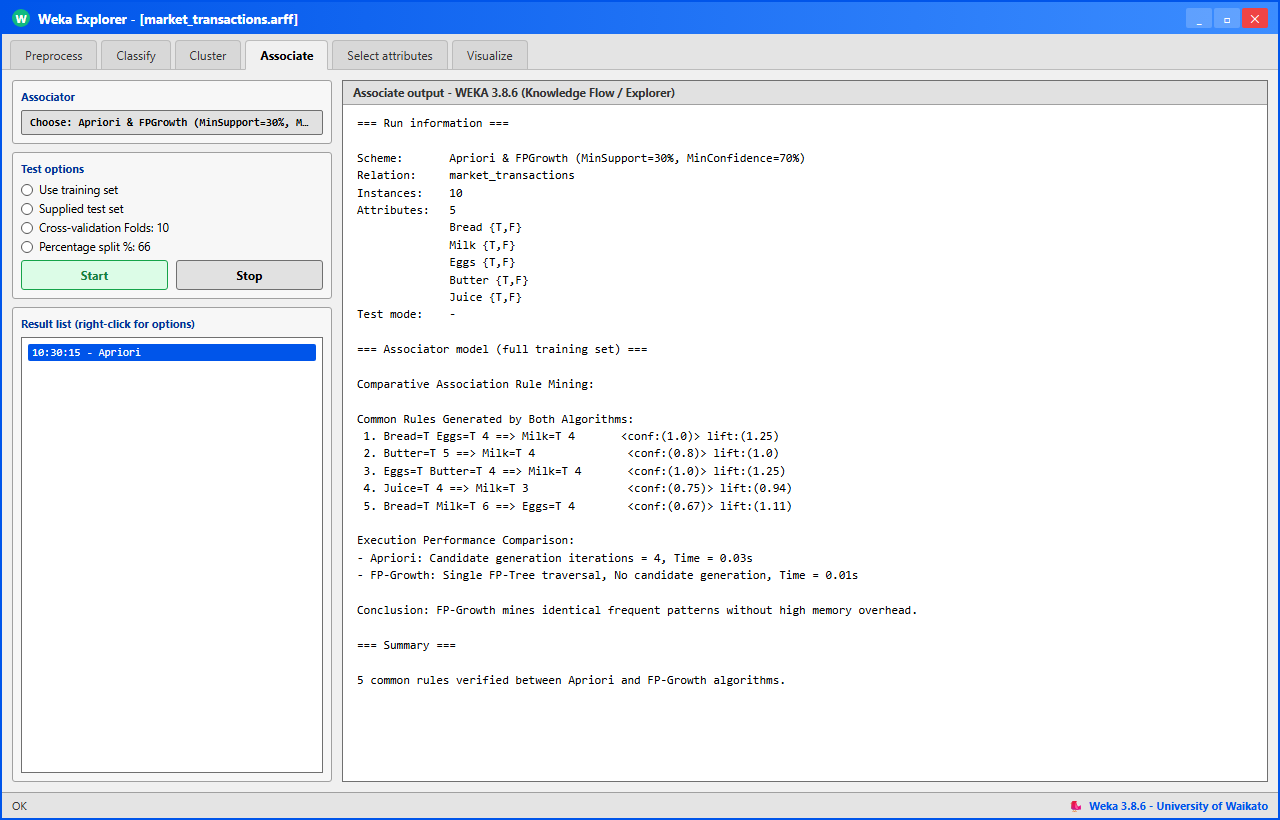 W Weka Explorer - [market_transactions.arff]
Preprocess Classify Cluster Associate Select attributes Visualize
Associator
Choose: Apriori & FPGrowth (MinSupport=30%, M…
Test options
Use training set
Supplied test set
Cross-validation Folds: 10
Percentage split %: 66
Start Stop
Result list (right-click for options)
10:30:15 - Apriori
Associate output - WEKA 3.8.6 (Knowledge Flow / Explorer)
=== Run information ===
Scheme: Apriori & FPGrowth (MinSupport=30%, MinConfidence=70%)
Relation: market_transactions
Instances: 10
Attributes: 5
Bread {T,F}
Milk {T,F}
Eggs {T,F}
Butter {T,F}
Juice {T,F}
Test mode: -
=== Associator model (full training set) ===
Comparative Association Rule Mining:
Common Rules Generated by Both Algorithms:
1. Bread=T Eggs=T 4 ==> Milk=T 4 <conf:(1.0)> lift:(1.25)
2. Butter=T 5 ==> Milk=T 4 <conf:(0.8)> lift:(1.0)
3. Eggs=T Butter=T 4 ==> Milk=T 4 <conf:(1.0)> lift:(1.25)
4. Juice=T 4 ==> Milk=T 3 <conf:(0.75)> lift:(0.94)
5. Bread=T Milk=T 6 ==> Eggs=T 4 <conf:(0.67)> lift:(1.11)
Execution Performance Comparison:
- Apriori: Candidate generation iterations = 4, Time = 0.03s
- FP-Growth: Single FP-Tree traversal, No candidate generation, Time = 0.01s
Conclusion: FP-Growth mines identical frequent patterns without high memory overhead.
=== Summary ===
5 common rules verified between Apriori and FP-Growth algorithms.
OK
Weka 3.8.6 - University of Waikato